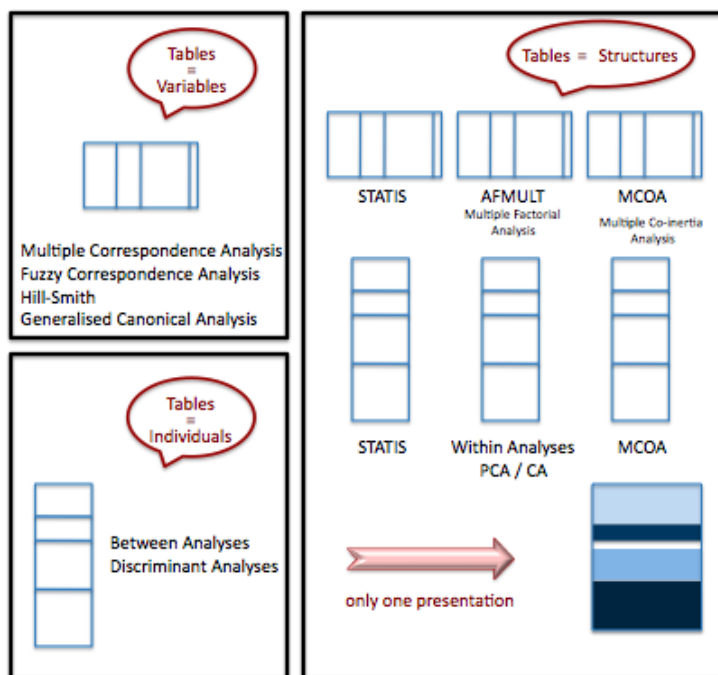 Tables
=
Variables
Multiple Correspondence Analysis
Fuzzy Correspondence Analysis
Hill-Smith
Generalised Canonical Analysis
Tables
=
Individuals
Between Analyses
Discriminant Analyses
Tables = Structures
STATIS
AFMULT
Multiple Factorial
Analysis
MCOA
Multiple Co-inertia
Analysis
STATIS
Within Analyses
PCA / CA
MCOA
only one presentation